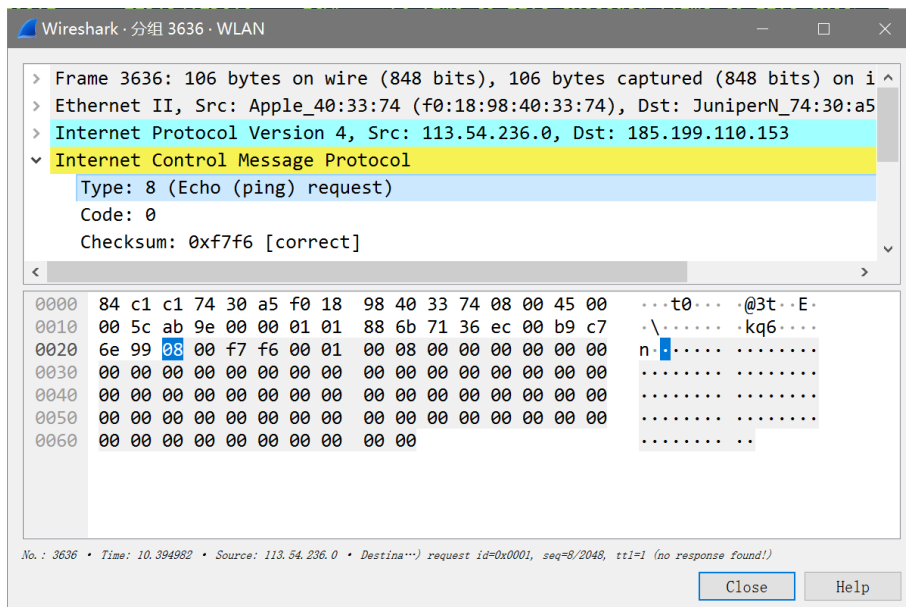 Wireshark · 分组 3636 · WLAN
Frame 3636: 106 bytes on wire (848 bits), 106 bytes captured (848 bits) on i
Ethernet II, Src: Apple_40:33:74 (f0:18:98:40:33:74), Dst: JuniperN_74:30:a5
Internet Protocol Version 4, Src: 113.54.236.0, Dst: 185.199.110.153
Internet Control Message Protocol
Type: 8 (Echo (ping) request)
Code: 0
Checksum: 0xf7f6 [correct]
0000 84 c1 c1 74 30 a5 f0 18 98 40 33 74 08 00 45 00 ···t0··· ·@3t··E·
0010 00 5c ab 9e 00 00 01 01 88 6b 71 36 ec 00 b9 c7 ·\······ ·kq6····
0020 6e 99 08 00 f7 f6 00 01 00 08 00 00 00 00 00 00 n······· ········
0030 00 00 00 00 00 00 00 00 00 00 00 00 00 00 00 00 ········ ········
0040 00 00 00 00 00 00 00 00 00 00 00 00 00 00 00 00 ········ ········
0050 00 00 00 00 00 00 00 00 00 00 00 00 00 00 00 00 ········ ········
0060 00 00 00 00 00 00 00 00 00 00 ········ ··
No.: 3636 · Time: 10.394982 · Source: 113.54.236.0 · Destina…) request id=0x0001, seq=8/2048, ttl=1 (no response found!)
Close Help